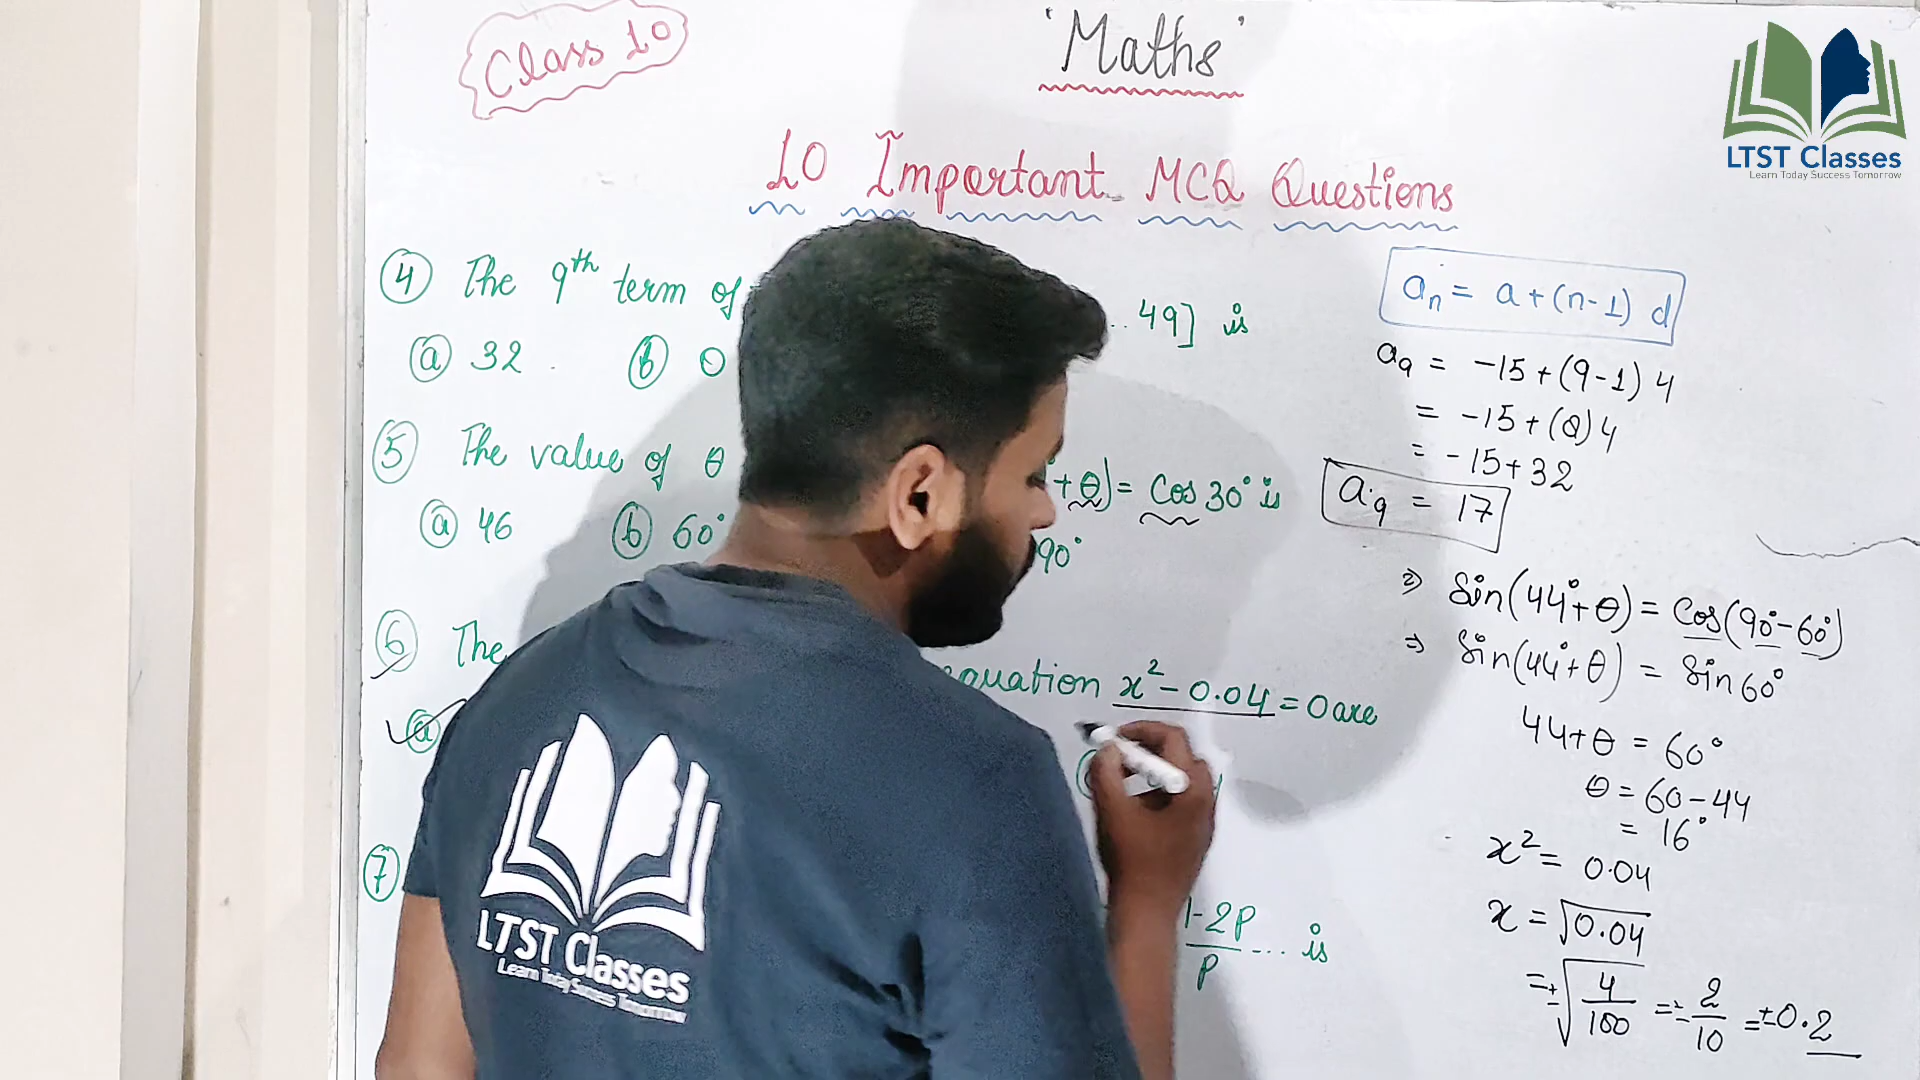 Class 10
'Maths'
LTST Classes
Learn Today Success Tomorrow
10 Important MCQ Questions
④ The 9th term of .. 49] is
ⓐ 32 ⓑ 0
⑤ The value of θ + θ) = Cos 30° is
ⓐ 46 ⓑ 60° 90°
⑥ The equation x² - 0.04 = 0 are
ⓐ
⑦
1-2P/P ... is
aₙ = a + (n-1) d
a₉ = -15 + (9-1) 4
= -15 + (8) 4
= -15 + 32
a₉ = 17
⇒ Sin(44° + θ) = Cos(90° - 60°)
⇒ Sin(44° + θ) = Sin 60°
44 + θ = 60°
θ = 60 - 44
= 16°
x² = 0.04
x = √0.04
= ±√4/100 = ±2/10 = ±0.2
LTST Classes
Learn Today Success Tomorrow